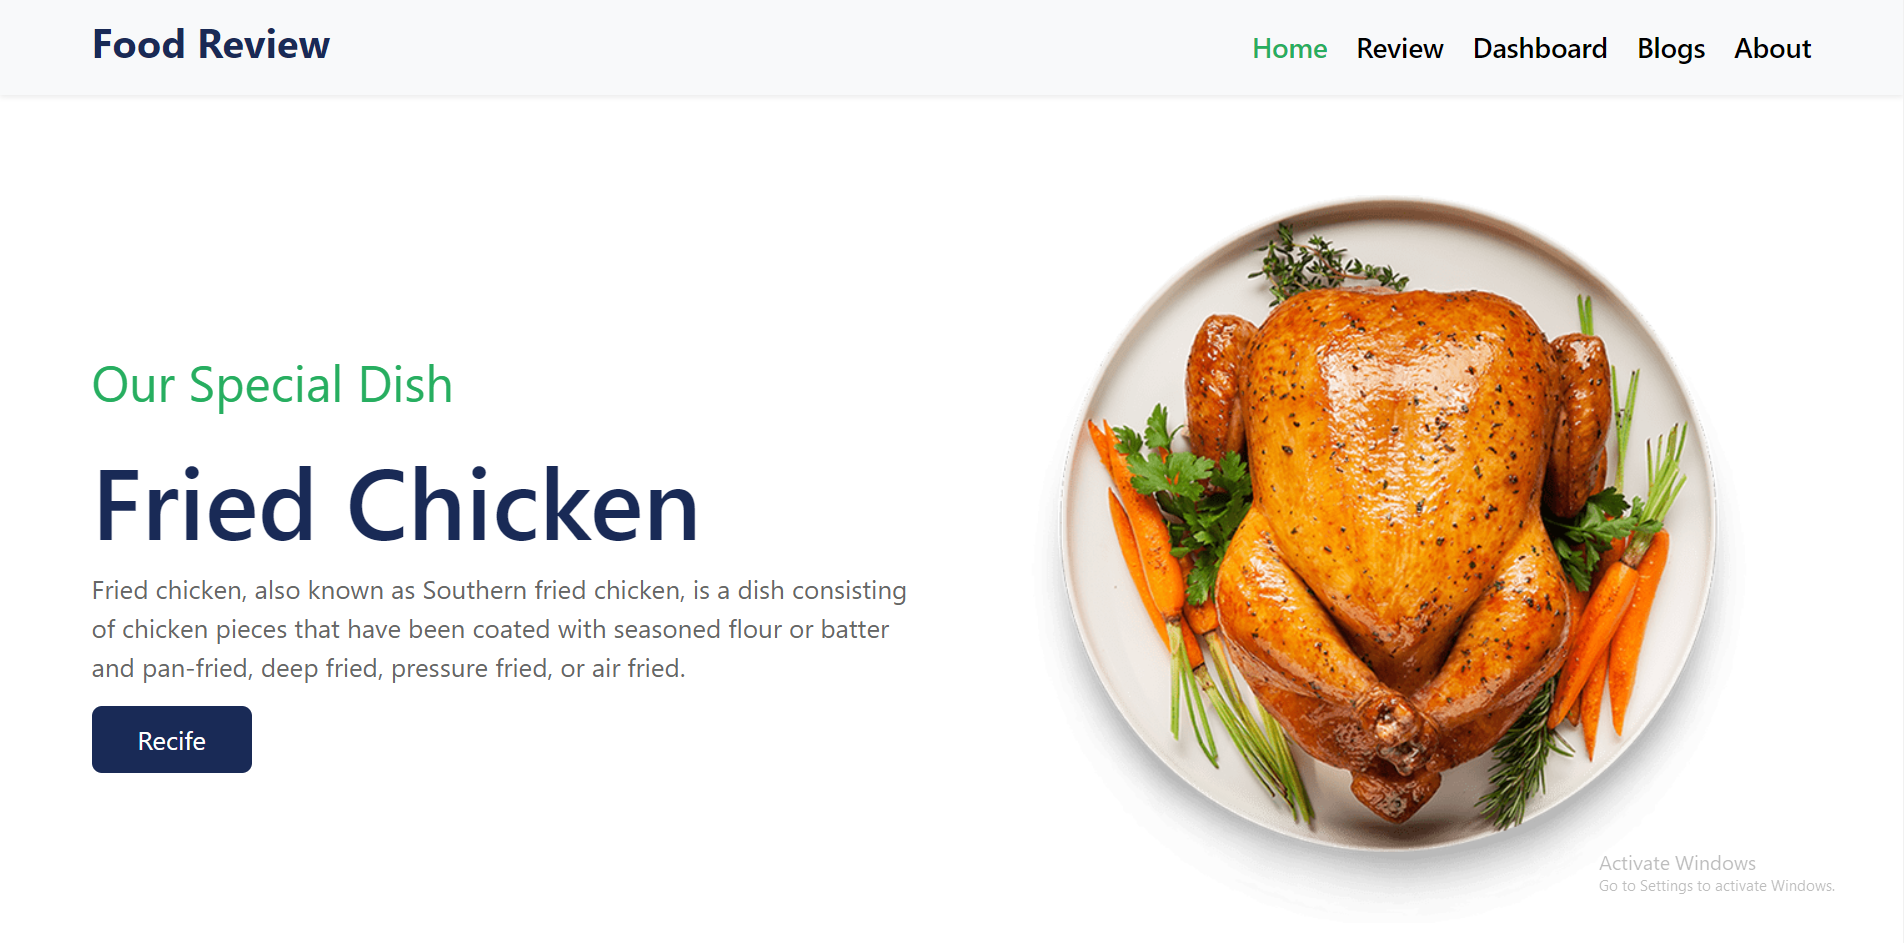 Food Review
Home Review Dashboard Blogs About
Our Special Dish
Fried Chicken
Fried chicken, also known as Southern fried chicken, is a dish consisting
of chicken pieces that have been coated with seasoned flour or batter
and pan-fried, deep fried, pressure fried, or air fried.
Recife
Activate Windows
Go to Settings to activate Windows.